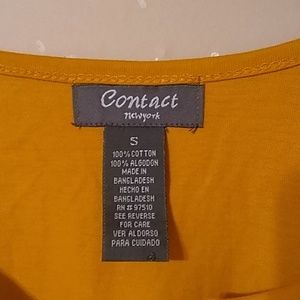 Contact
Newyork
S
100% COTTON
100% ALGODON
MADE IN
BANGLADESH
HECHO EN
BANGLADESH
RN # 97510
SEE REVERSE
FOR CARE
VER ALDORSO
PARA CUIDADO